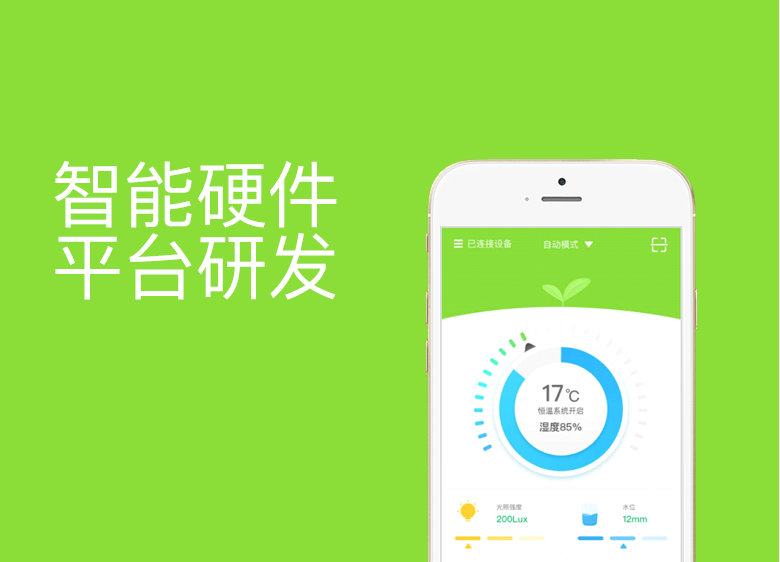 智能硬件
平台研发
已连接设备 自动模式
17℃
恒温系统开启
湿度85%
光照强度
200Lux
水位
12mm